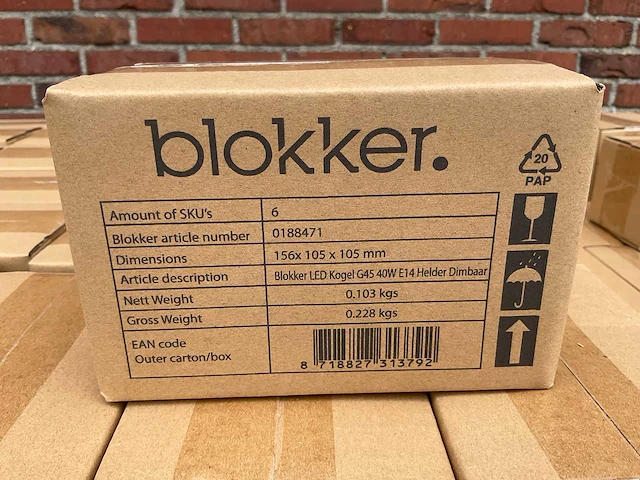 blokker.
20
PAP
Amount of SKU's 6
Blokker article number 0188471
Dimensions 156x 105 x 105 mm
Article description Blokker LED Kogel G45 40W E14 Helder Dimbaar
Nett Weight 0.103 kgs
Gross Weight 0.228 kgs
EAN code
Outer carton/box
8 718827 313792